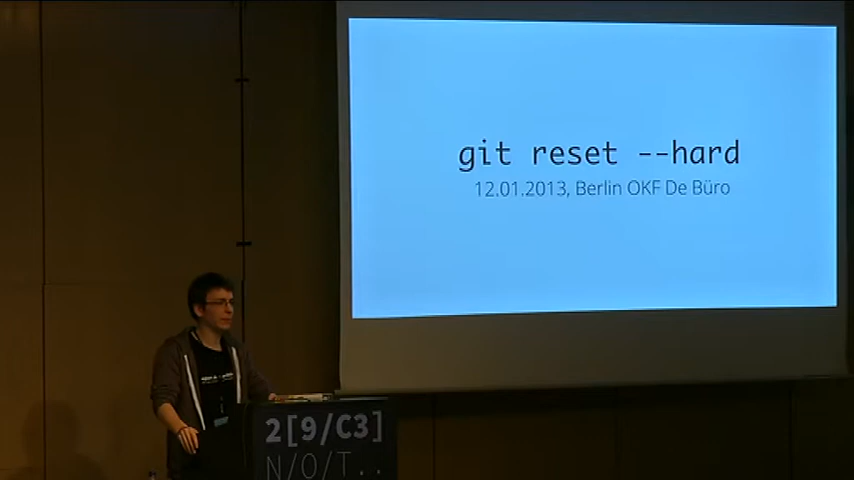 git reset --hard
12.01.2013, Berlin OKF De Büro
2[9/C3]
N/O/T..